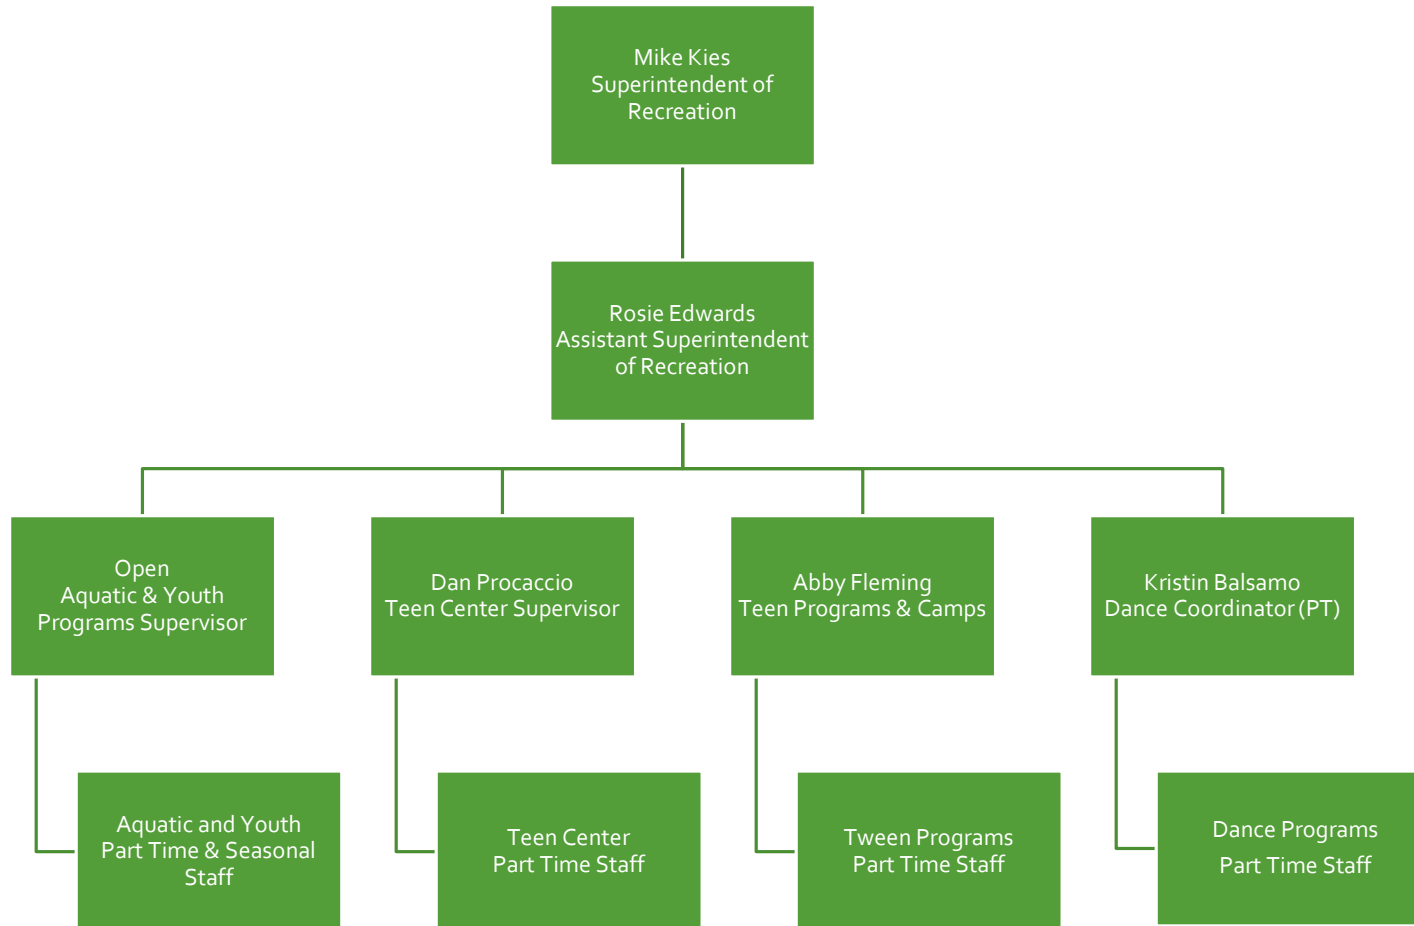 Mike Kies
Superintendent of
Recreation
Rosie Edwards
Assistant Superintendent
of Recreation
Open
Aquatic & Youth
Programs Supervisor
Dan Procaccio
Teen Center Supervisor
Abby Fleming
Teen Programs & Camps
Kristin Balsamo
Dance Coordinator (PT)
Aquatic and Youth
Part Time & Seasonal
Staff
Teen Center
Part Time Staff
Tween Programs
Part Time Staff
Dance Programs
Part Time Staff